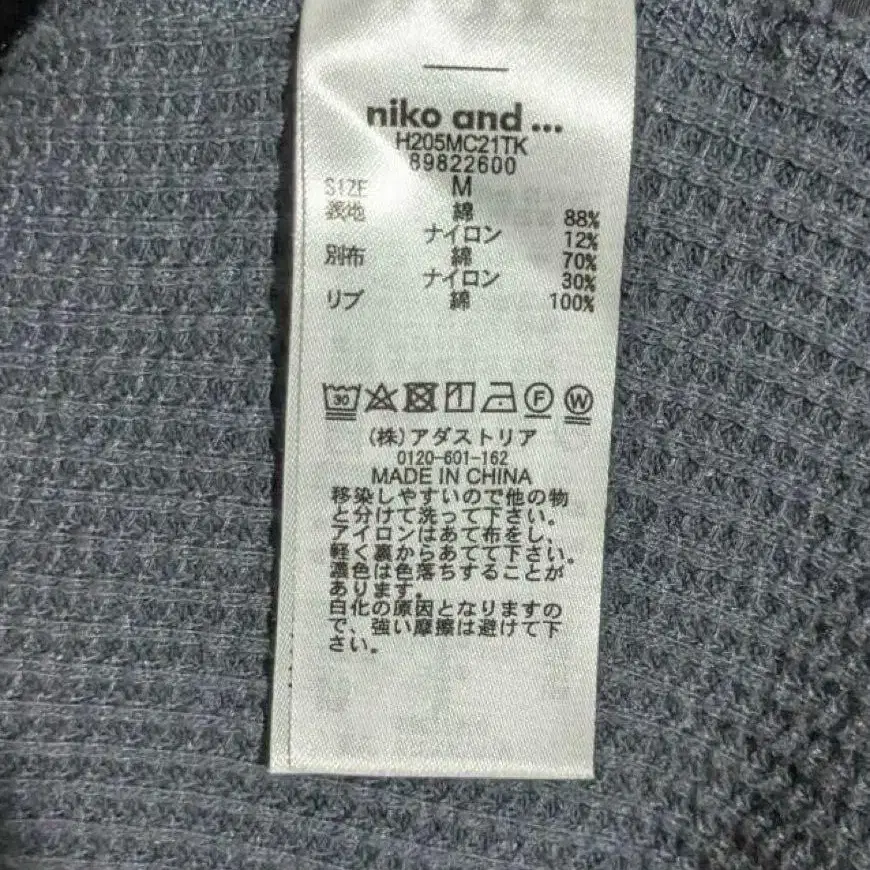 niko and ...
H205MC21TK
89822600
SIZE M
表地 綿 88%
ナイロン 12%
別布 綿 70%
ナイロン 30%
リブ 綿 100%
30 F W
(株)アダストリア
0120-601-162
MADE IN CHINA
移染しやすいので他の物
と分けて洗って下さい。
アイロンはあて布をし、
軽く裏からあてて下さい。
濃色は色落ちすることが
あります。
白化の原因となりますの
で、強い摩擦は避けて下
さい。